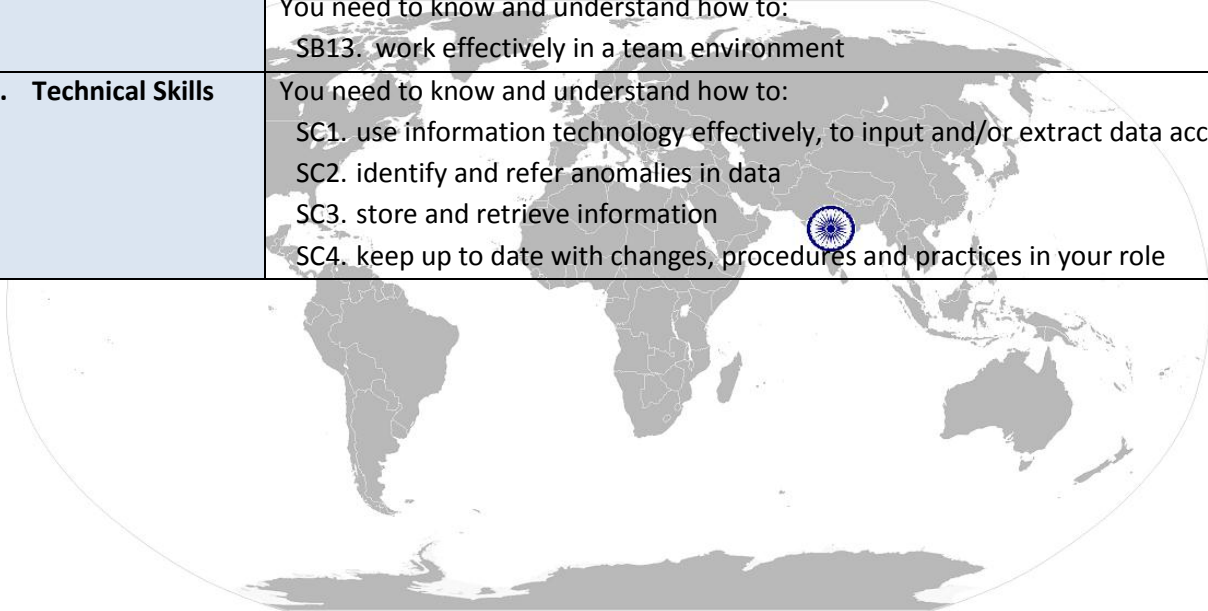 You need to know and understand how to:
SB13. work effectively in a team environment
. Technical Skills
You need to know and understand how to:
SC1. use information technology effectively, to input and/or extract data acc
SC2. identify and refer anomalies in data
SC3. store and retrieve information
SC4. keep up to date with changes, procedures and practices in your role